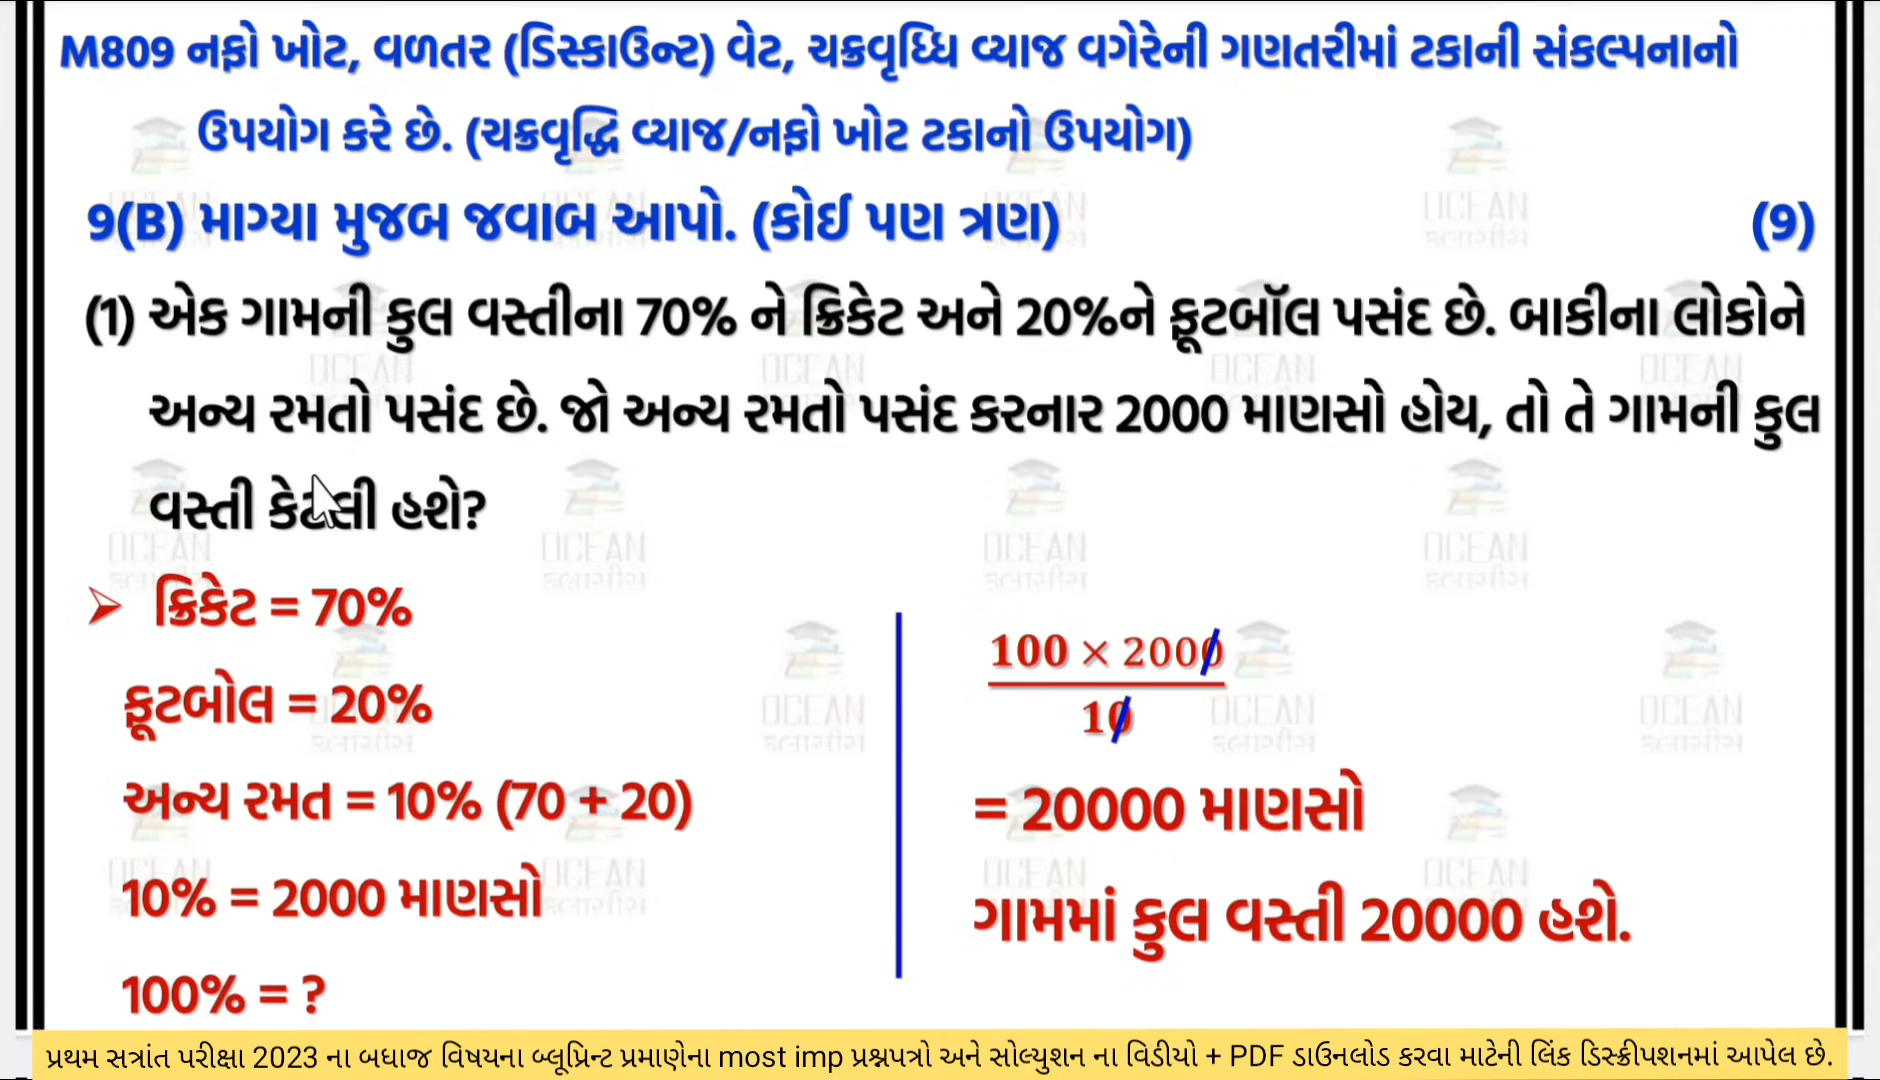 M809 નફો ખોટ, વળતર (ડિસ્કાઉન્ટ) વેટ, ચક્રવૃધ્ધિ વ્યાજ વગેરેની ગણતરીમાં ટકાની સંકલ્પનાનો
ઉપયોગ કરે છે. (ચક્રવૃદ્ધિ વ્યાજ/નફો ખોટ ટકાનો ઉપયોગ)
9(B) માગ્યા મુજબ જવાબ આપો. (કોઈ પણ ત્રણ) (9)
(1) એક ગામની કુલ વસ્તીના 70% ને ક્રિકેટ અને 20%ને ફૂટબૉલ પસંદ છે. બાકીના લોકોને
અન્ય રમતો પસંદ છે. જો અન્ય રમતો પસંદ કરનાર 2000 માણસો હોય, તો તે ગામની કુલ
વસ્તી કેટલી હશે?
➢ ક્રિકેટ = 70%
ફૂટબોલ = 20%
અન્ય રમત = 10% (70 + 20)
10% = 2000 માણસો
100% = ?
100 × 2000
10
= 20000 માણસો
ગામમાં કુલ વસ્તી 20000 હશે.
પ્રથમ સત્રાંત પરીક્ષા 2023 ના બધાજ વિષયના બ્લૂપ્રિન્ટ પ્રમાણેના most imp પ્રશ્નપત્રો અને સોલ્યુશન ના વિડીયો + PDF ડાઉનલોડ કરવા માટેની લિંક ડિસ્ક્રીપશનમાં આપેલ છે.